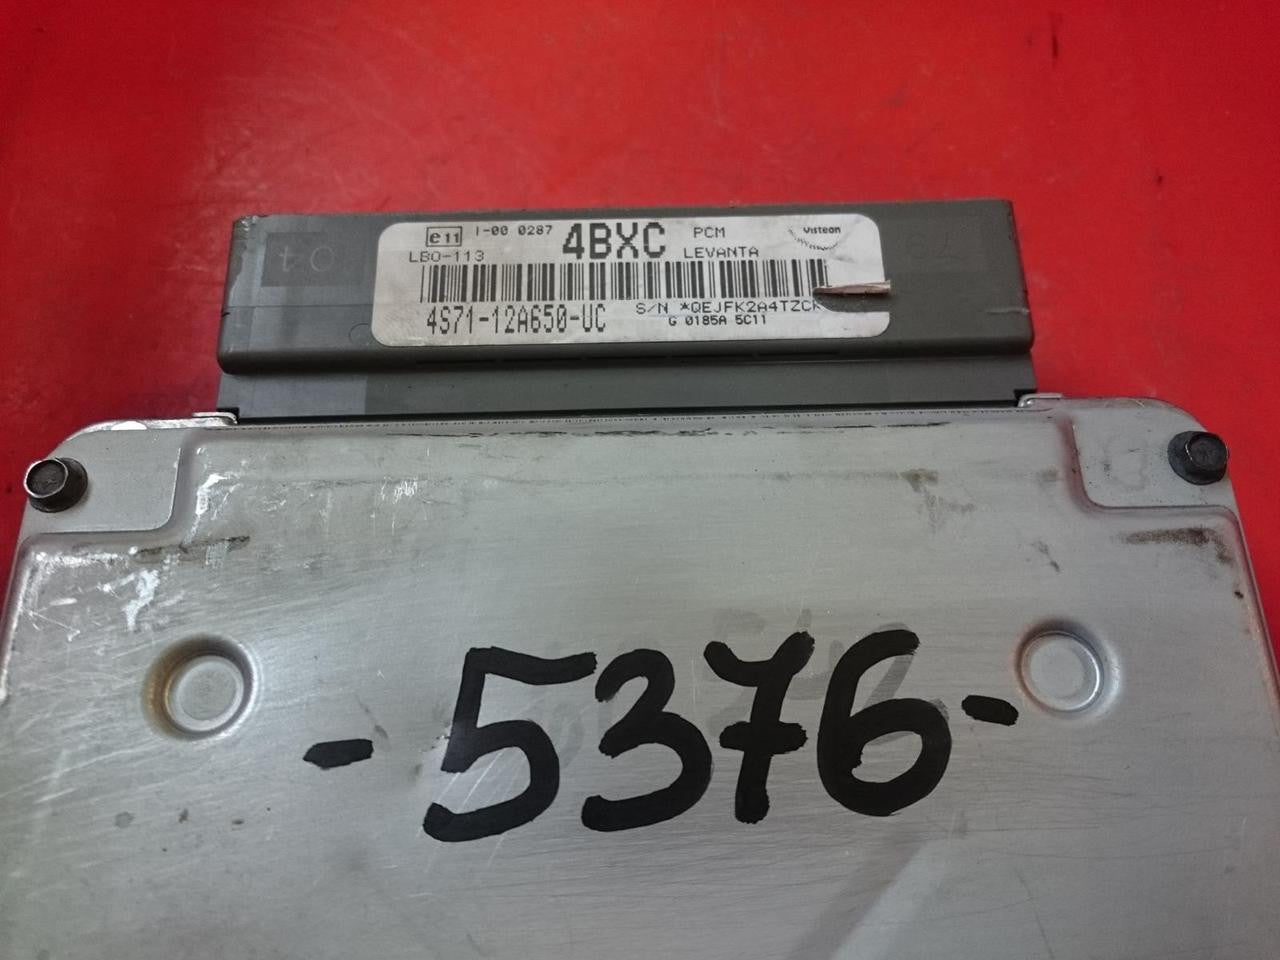 e11 I-00 0287 4BXC PCM Visteon
LB0-113 LEVANTA
4S71-12A650-UC S/N *QEJFK2A4TZCK
G 0185A 5C11
-5376-